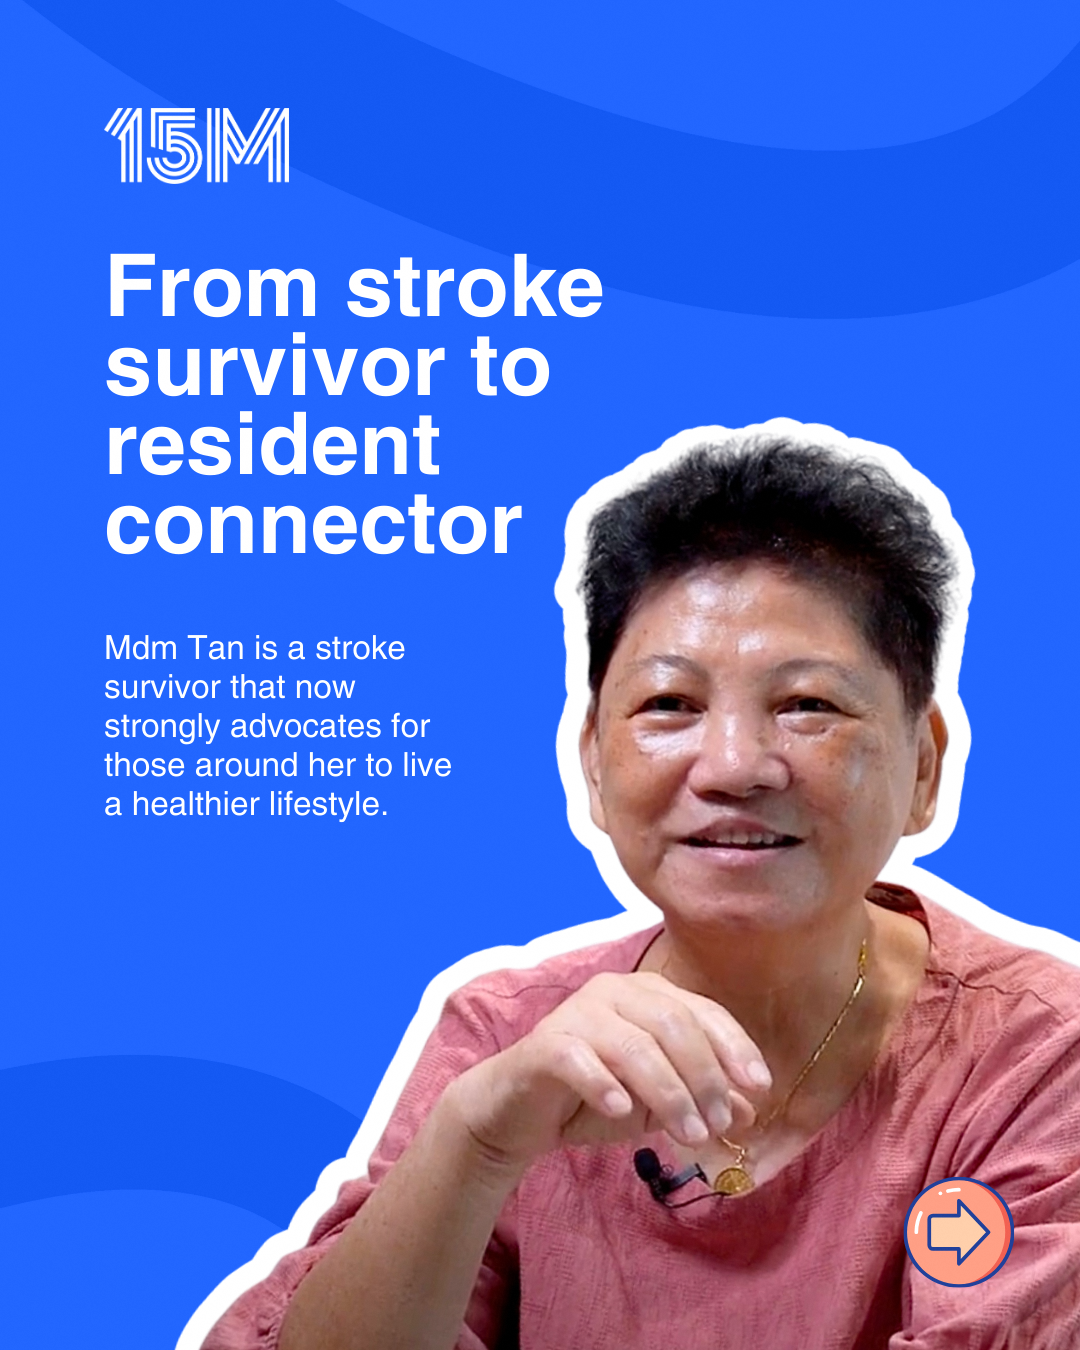 15M
From stroke
survivor to
resident
connector
Mdm Tan is a stroke
survivor that now
strongly advocates for
those around her to live
a healthier lifestyle.